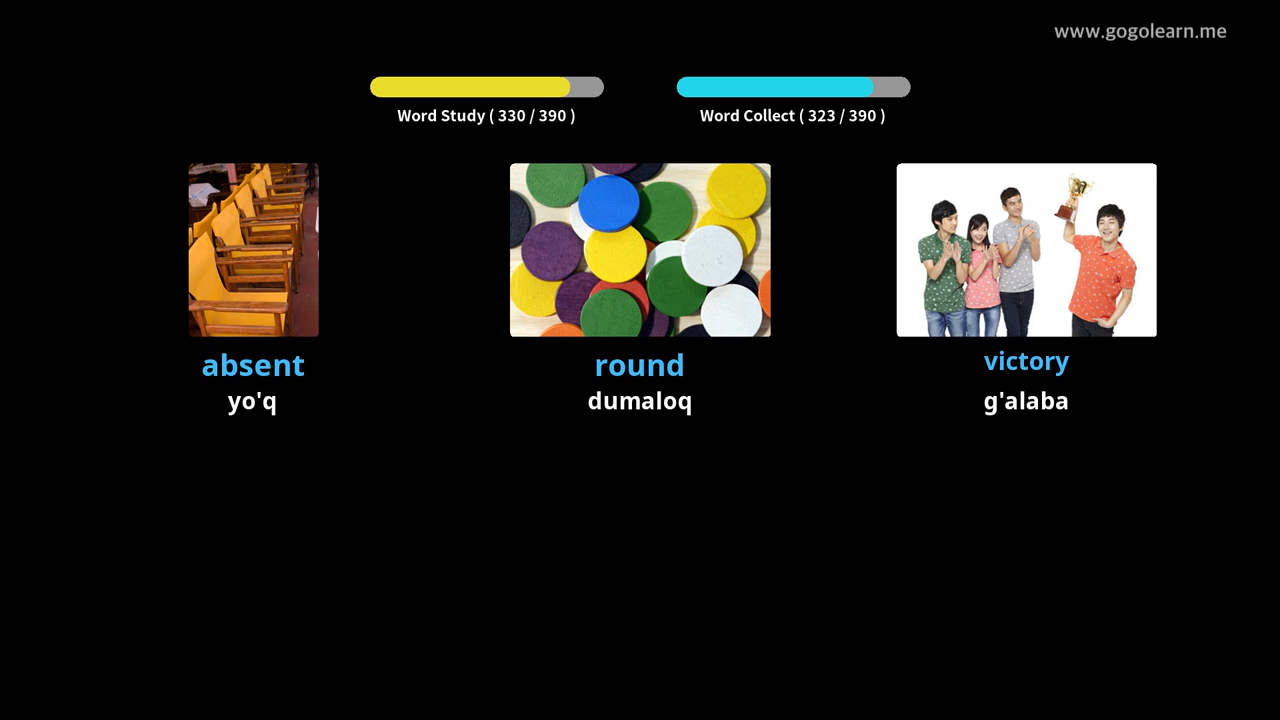 www.gogolearn.me
Word Study ( 330 / 390 )
Word Collect ( 323 / 390 )
absent
round
victory
yo'q
dumaloq
g'alaba